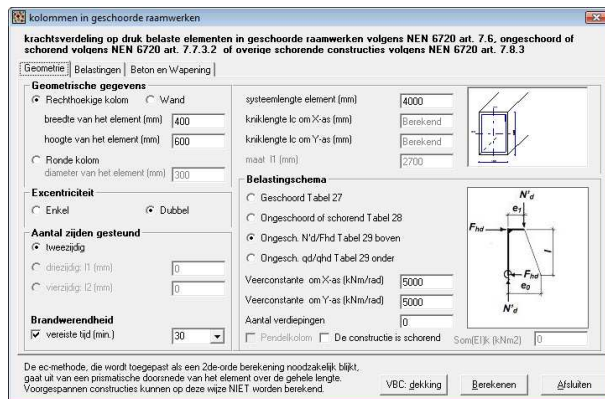 kolommen in geschoorde raamwerken
krachtsverdeling op druk belaste elementen in geschoorde raamwerken volgens NEN 6720 art. 7.6, ongeschoord of
schorend volgens NEN 6720 art. 7.7.3.2 of overige schorende constructies volgens NEN 6720 art. 7.8.3
Geometrie Belastingen Beton en Wapering
Geometrische gegevens
Rechthoekige kolom Wand
breedte van het element (mm) 400
hoogte van het element (mm) 600
Ronde kolom
diameter van het element (mm) 300
Excentriciteit
Enkel Dubbel
Aantal zijden gesteund
tweezijdig
driezijdig: l1 (mm) 0
vierzijdig: l2 (mm) 0
Brandwerendheid
vereiste tijd (min.) 30
systeemlengte element (mm) 4000
kniklengte lc om X-as (mm) Berekend
kniklengte lc om Y-as (mm) Berekend
maat l1 (mm) 2700
Belastingschema
Geschoord Tabel 27
Ongeschoord of schorend Tabel 28
Ongesch. N'd/Fhd Tabel 29 boven
Ongesch. qd/qhd Tabel 29 onder
Veerconstante om X-as (kNm/rad) 5000
Veerconstante om Y-as (kNm/rad) 5000
Aantal verdiepingen 0
Pendelkolom De constructie is schorend Som(EI)k (kNm2) 0
N'd
e1
Fhd
l
Fhd
e0
N'd
De ec-methode, die wordt toegepast als een 2de-orde berekening noodzakelijk blijkt,
gaat uit van een prismatische doorsnede van het element over de gehele lengte.
Voorgespannen constructies kunnen op deze wijze NIET worden berekend.
VBC: dekking Berekenen Afsluiten